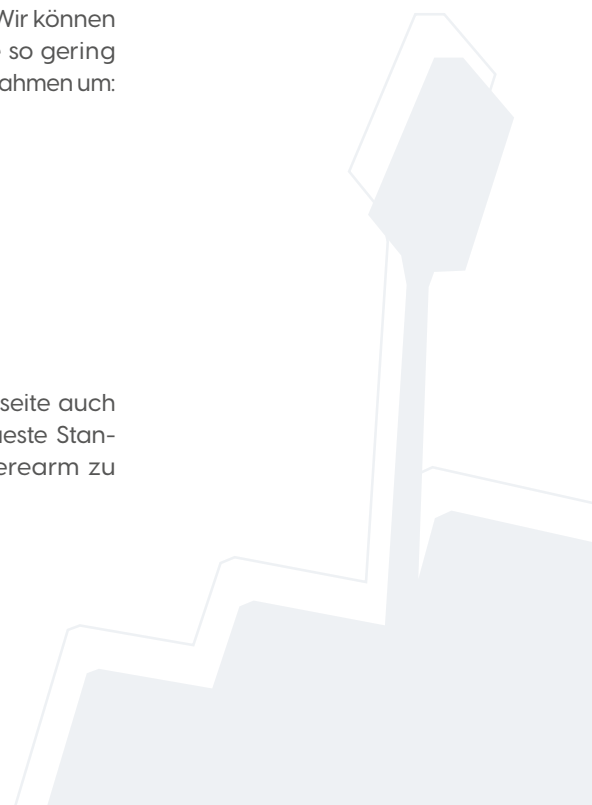 Wir können
so gering
ahmen um:
seite auch
ueste Stan-
erearm zu